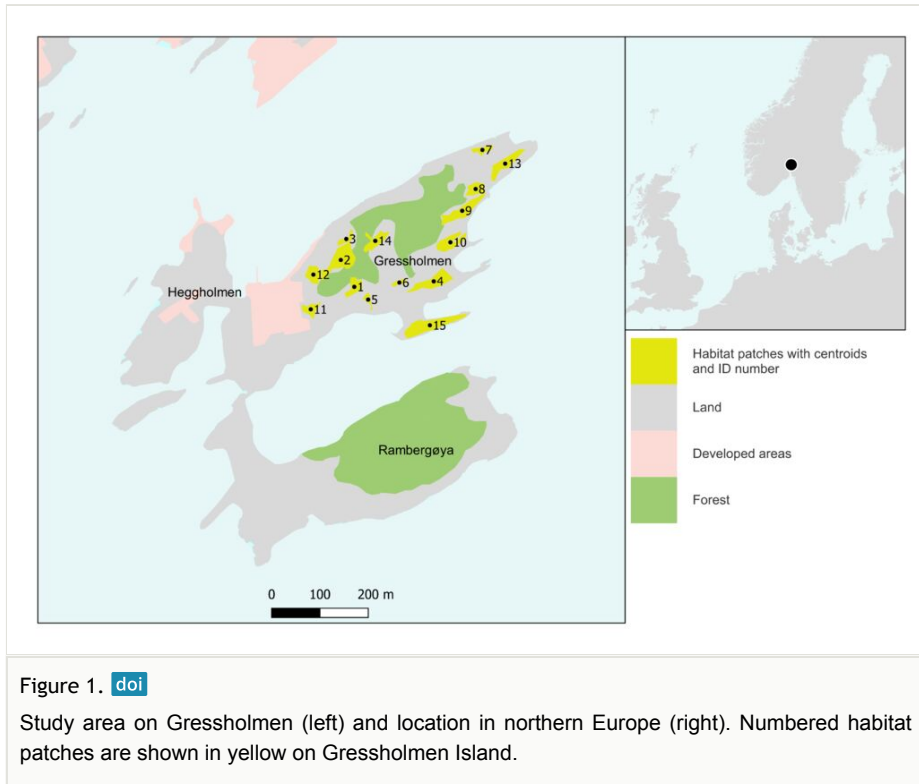 7
13
8
9
3
14
10
Gressholmen
2
12
6
4
1
Heggholmen
5
11
15
Rambergøya
0 100 200 m
Habitat patches with centroids
and ID number
Land
Developed areas
Forest
Figure 1. doi
Study area on Gressholmen (left) and location in northern Europe (right). Numbered habitat
patches are shown in yellow on Gressholmen Island.